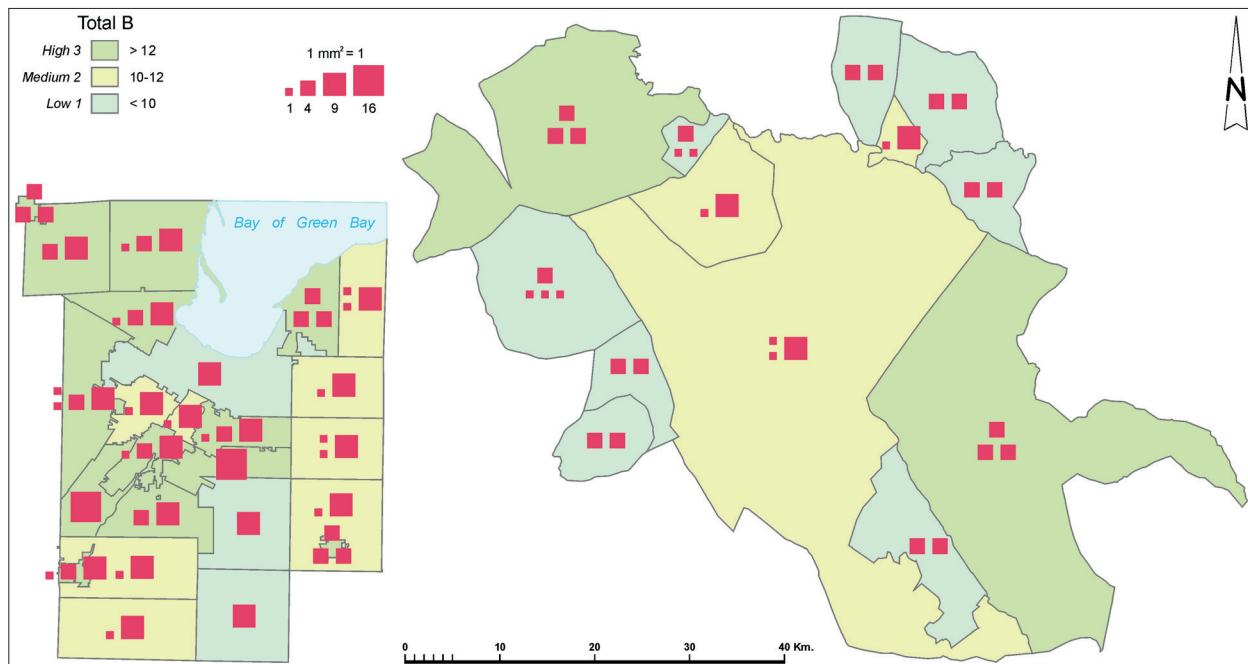 Total B
High 3 > 12
Medium 2 10-12
Low 1 < 10
1 mm² = 1
1 4 9 16
N
Bay of Green Bay
0 10 20 30 40 Km.